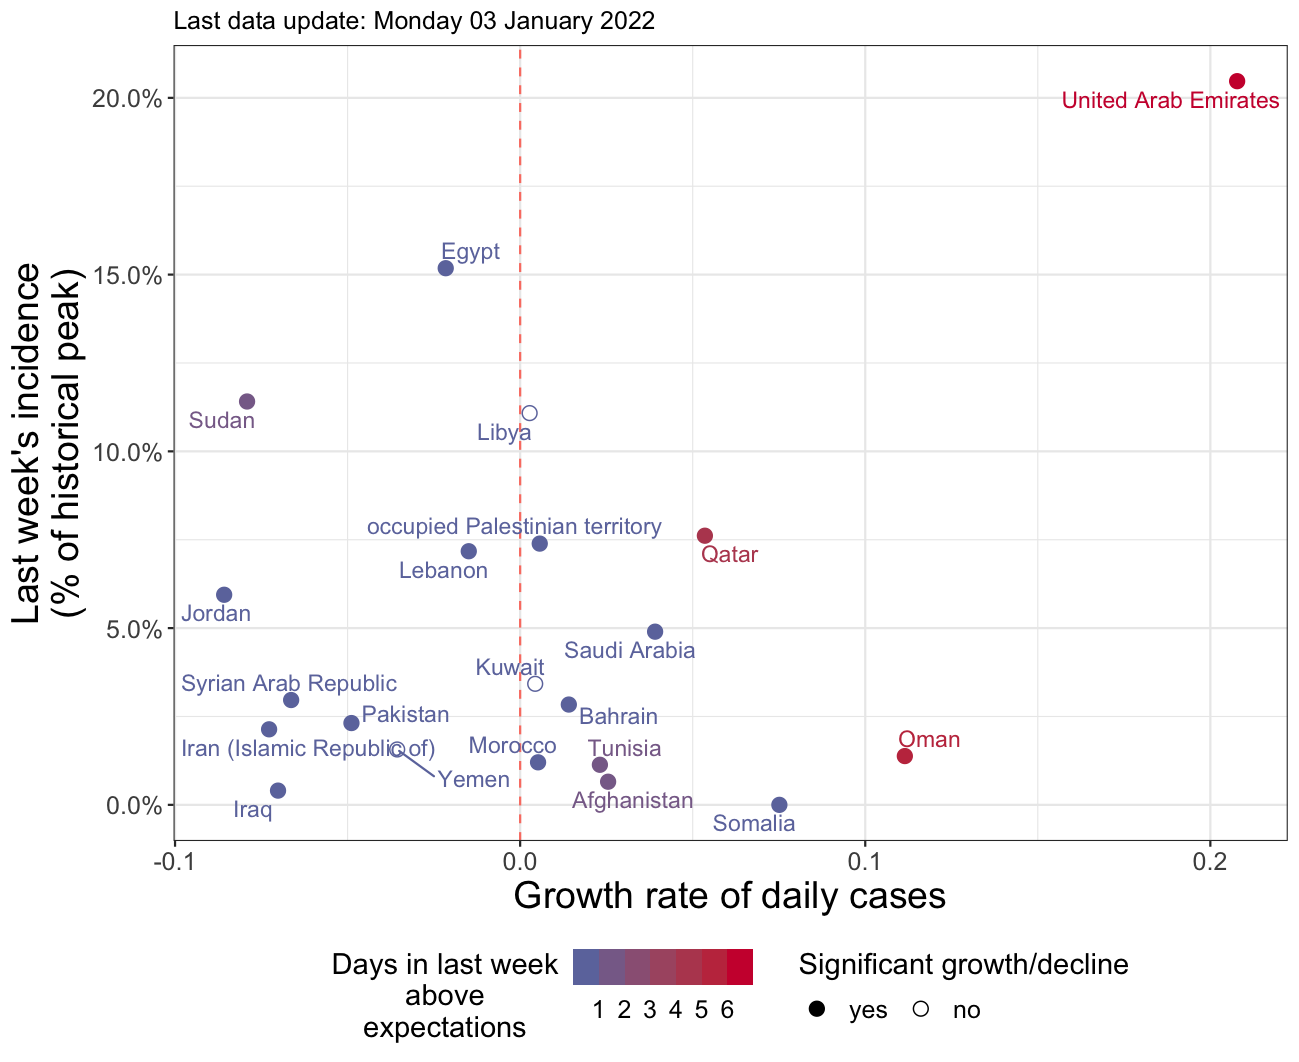 Last data update: Monday 03 January 2022
20.0%
United Arab Emirates
Egypt
15.0%
Sudan
Libya
10.0%
occupied Palestinian territory
Qatar
Lebanon
Jordan
5.0%
Saudi Arabia
Kuwait
Syrian Arab Republic
Pakistan
Bahrain
Iran (Islamic Republic of)
Morocco
Tunisia
Oman
Yemen
Afghanistan
Iraq
0.0%
Somalia
Last week's incidence
(% of historical peak)
-0.1 0.0 0.1 0.2
Growth rate of daily cases
Days in last week
above
expectations
1 2 3 4 5 6
Significant growth/decline
yes no